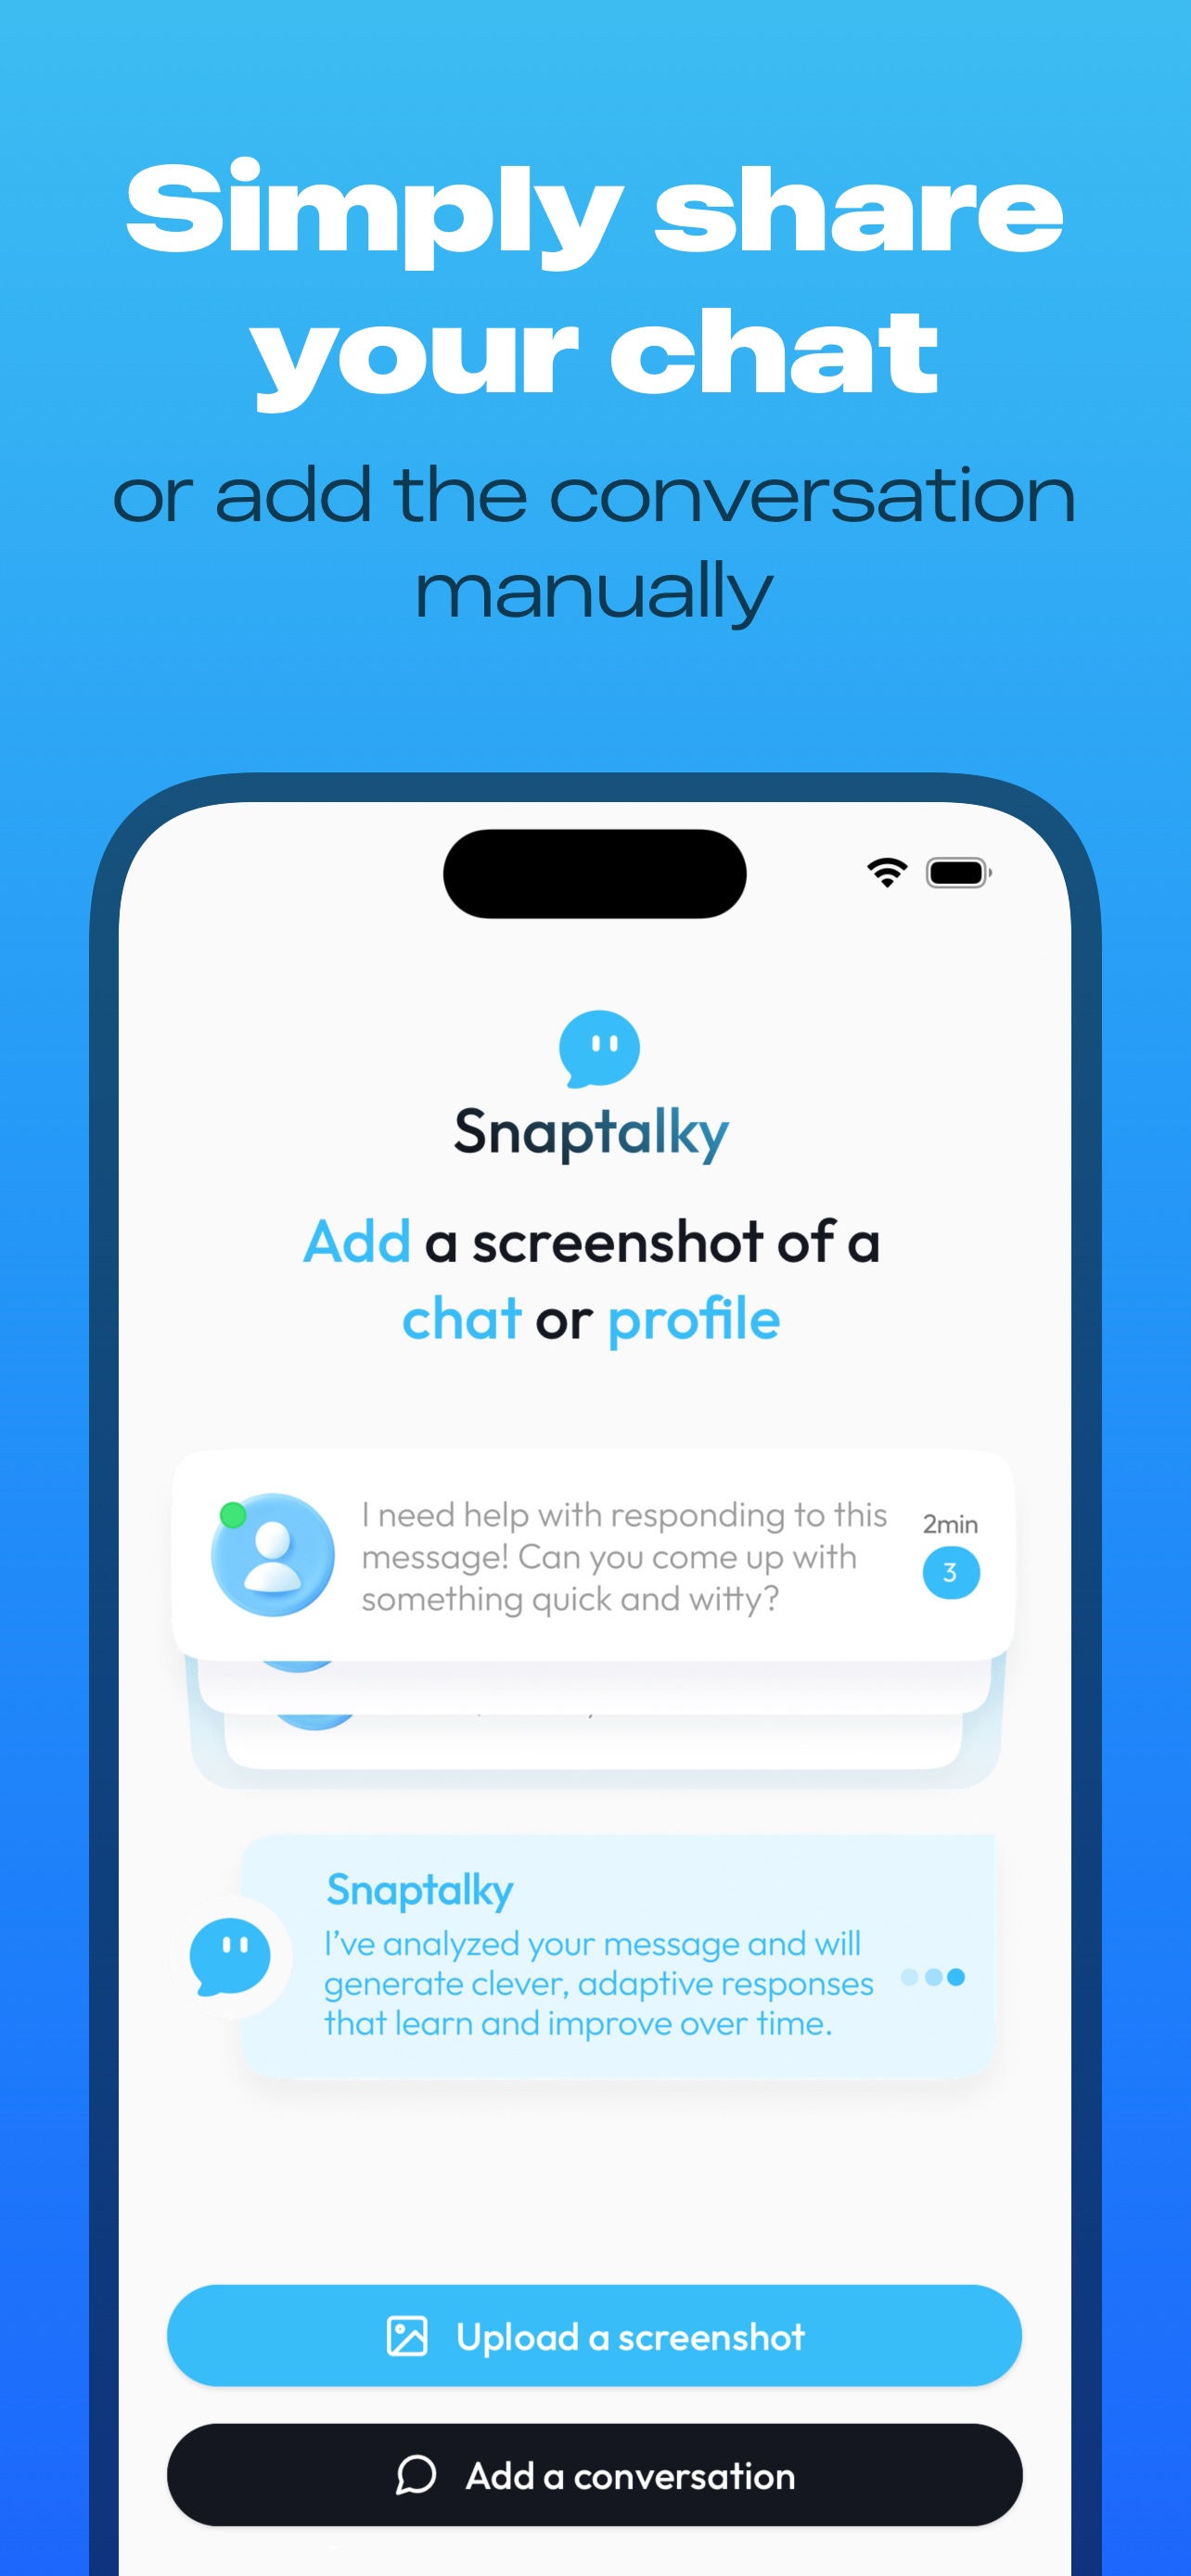 Simply share
your chat
or add the conversation
manually
Snaptalky
Add a screenshot of a
chat or profile
I need help with responding to this
message! Can you come up with
something quick and witty?
2min
3
Snaptalky
I've analyzed your message and will
generate clever, adaptive responses
that learn and improve over time.
Upload a screenshot
Add a conversation